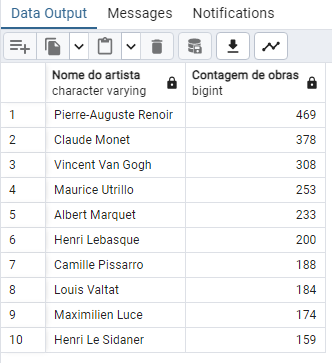 Data Output Messages Notifications
Nome do artista Contagem de obras
character varying bigint
1 Pierre-Auguste Renoir 469
2 Claude Monet 378
3 Vincent Van Gogh 308
4 Maurice Utrillo 253
5 Albert Marquet 233
6 Henri Lebasque 200
7 Camille Pissarro 188
8 Louis Valtat 184
9 Maximilien Luce 174
10 Henri Le Sidaner 159